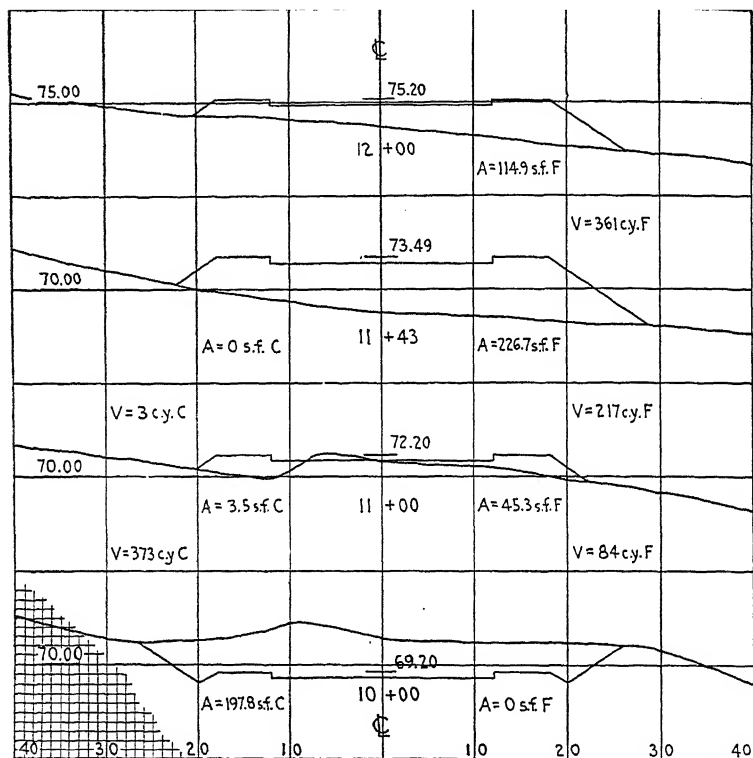 ℄
75.00
75.20
12 +00
A=114.9 s.f. F
V=361 c.y. F
73.49
70.00
11 +43
A=0 s.f. C
A=226.7 s.f. F
V=3 c.y. C
V=217 c.y. F
72.20
70.00
A=3.5 s.f. C
11 +00
A=45.3 s.f. F
V=373 c.y C
V=84 c.y. F
70.00
69.20
A=197.8 s.f. C
10 +00
A=0 s.f. F
℄
40 30 20 10 10 20 30 40